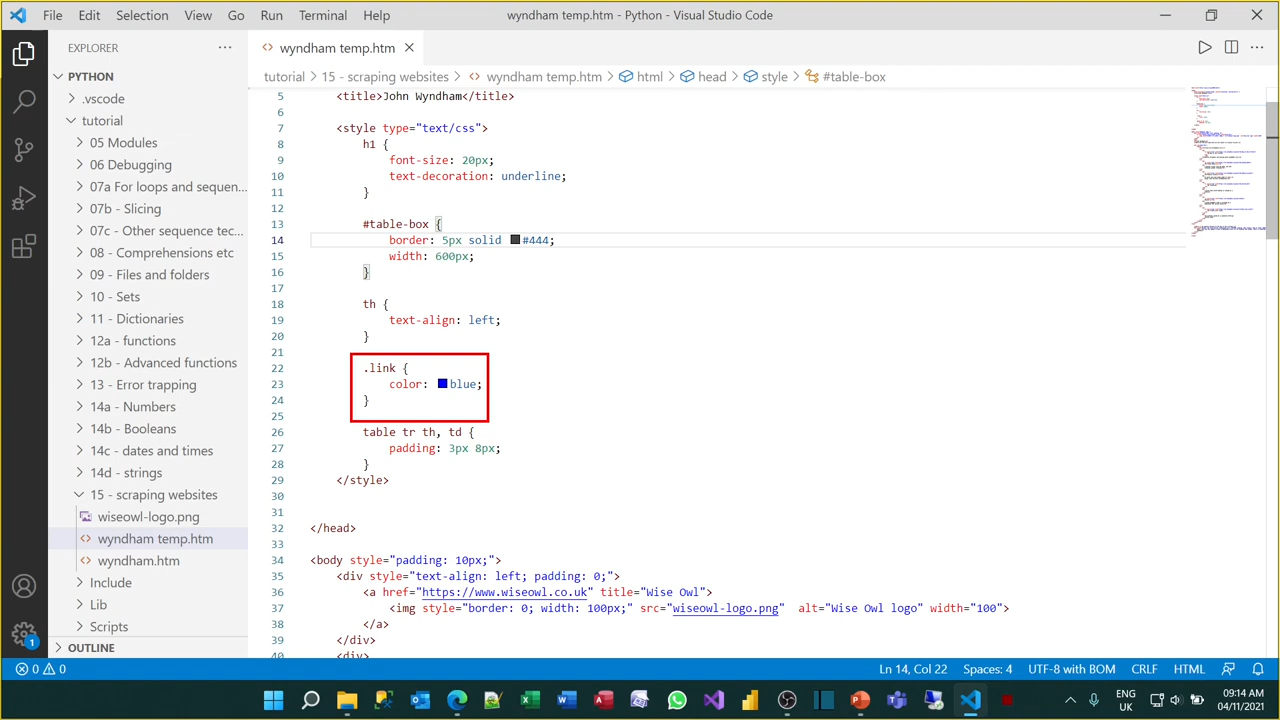 File Edit Selection View Go Run Terminal Help wyndham temp.htm - Python - Visual Studio Code
EXPLORER
wyndham temp.htm
PYTHON
tutorial > 15 - scraping websites > wyndham temp.htm > html > head > style > #table-box
.vscode
tutorial
03 Modules
06 Debugging
For loops and sequen...
- Slicing
- Other sequence tec...
08 - Comprehensions etc
09 - Files and folders
10 - Sets
11 - Dictionaries
12a - functions
12b - Advanced functions
13 - Error trapping
14a - Numbers
14b - Booleans
14c - dates and times
14d - strings
15 - scraping websites
wiseowl-logo.png
wyndham temp.htm
wyndham.htm
Include
Lib
Scripts
OUTLINE
5 <title>John Wyndham</title>
6
7 <style type="text/css">
8 h1 {
9 font-size: 20px;
10 text-decoration: underline;
11 }
12
13 #table-box {
14 border: 5px solid #444;
15 width: 600px;
16 }
17
18 th {
19 text-align: left;
20 }
21
22 .link {
23 color: blue;
24 }
25
26 table tr th, td {
27 padding: 3px 8px;
28 }
29 </style>
30
31
32 </head>
33
34 <body style="padding: 10px;">
35 <div style="text-align: left; padding: 0;">
36 <a href="https://www.wiseowl.co.uk" title="Wise Owl">
37 <img style="border: 0; width: 100px;" src="wiseowl-logo.png" alt="Wise Owl logo" width="100">
38 </a>
39 </div>
40 <div>
0 0 Ln 14, Col 22 Spaces: 4 UTF-8 with BOM CRLF HTML
1
ENG
UK
09:14 AM
04/11/2021